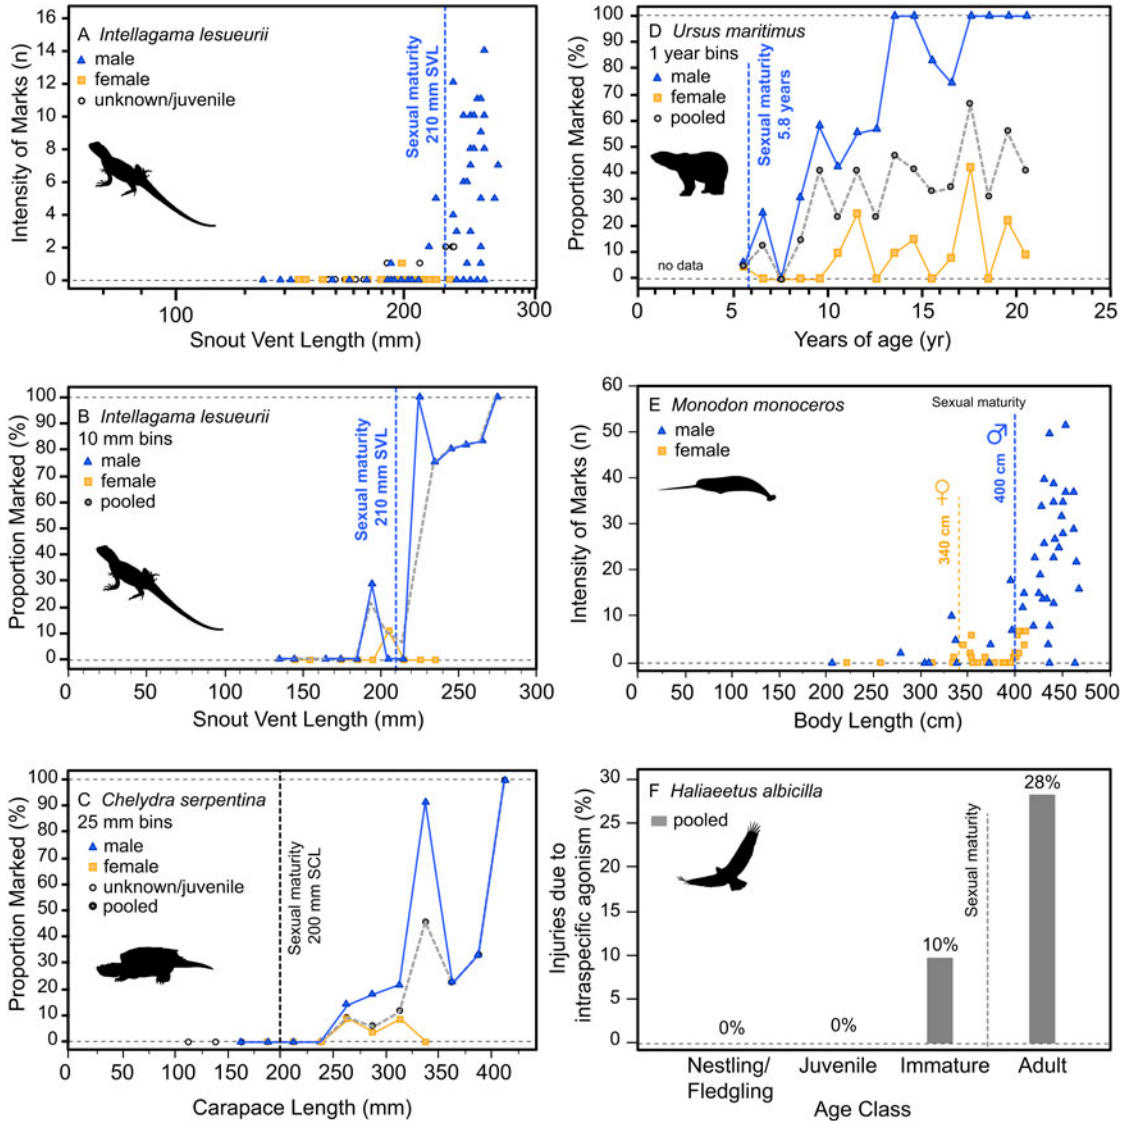 A Intellagama lesueurii
male
female
unknown/juvenile
Sexual maturity
210 mm SVL
Intensity of Marks (n)
16
14
12
10
8
6
4
2
0
100
200
300
Snout Vent Length (mm)
D Ursus maritimus
1 year bins
male
female
pooled
Sexual maturity
5.8 years
no data
Proportion Marked (%)
100
90
80
70
60
50
40
30
20
10
0
0
5
10
15
20
25
Years of age (yr)
B Intellagama lesueurii
10 mm bins
male
female
pooled
Sexual maturity
210 mm SVL
Proportion Marked (%)
100
90
80
70
60
50
40
30
20
10
0
0
50
100
150
200
250
300
Snout Vent Length (mm)
E Monodon monoceros
male
female
Sexual maturity
♀
340 cm
♂
400 cm
Intensity of Marks (n)
60
50
40
30
20
10
0
0
50
100
150
200
250
300
350
400
450
500
Body Length (cm)
C Chelydra serpentina
25 mm bins
male
female
unknown/juvenile
pooled
Sexual maturity
200 mm SCL
Proportion Marked (%)
100
90
80
70
60
50
40
30
20
10
0
0
50
100
150
200
250
300
350
400
Carapace Length (mm)
F Haliaeetus albicilla
pooled
Sexual maturity
Injuries due to
intraspecific agonism (%)
30
25
20
15
10
5
0
0%
0%
10%
28%
Nestling/
Fledgling
Juvenile
Immature
Adult
Age Class